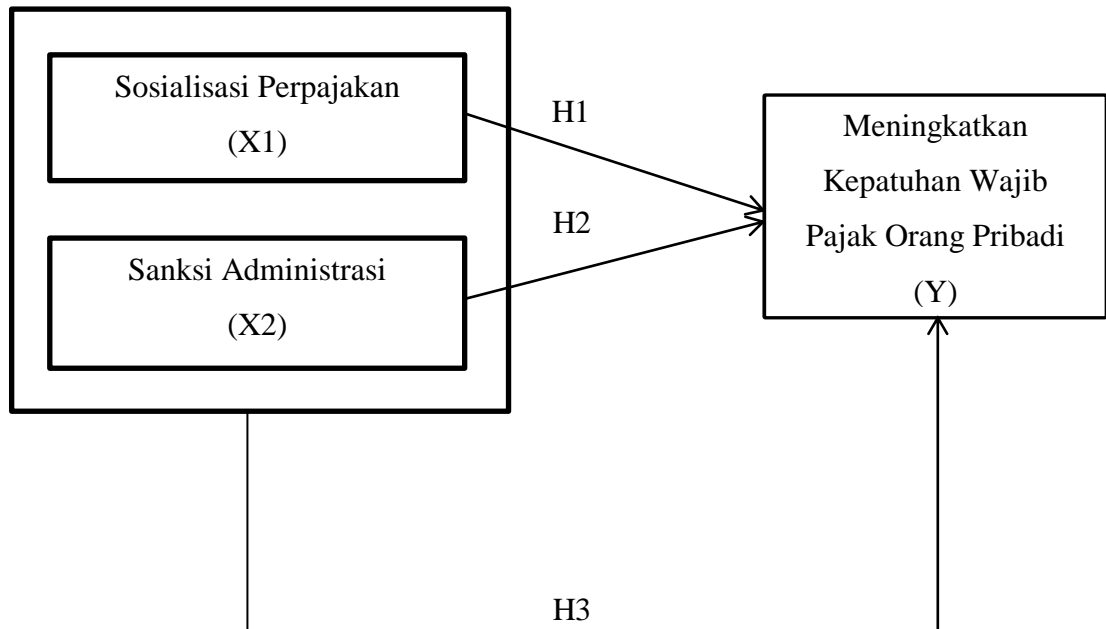 Sosialisasi Perpajakan
(X1)
H1
Meningkatkan
Kepatuhan Wajib
Pajak Orang Pribadi
(Y)
H2
Sanksi Administrasi
(X2)
H3